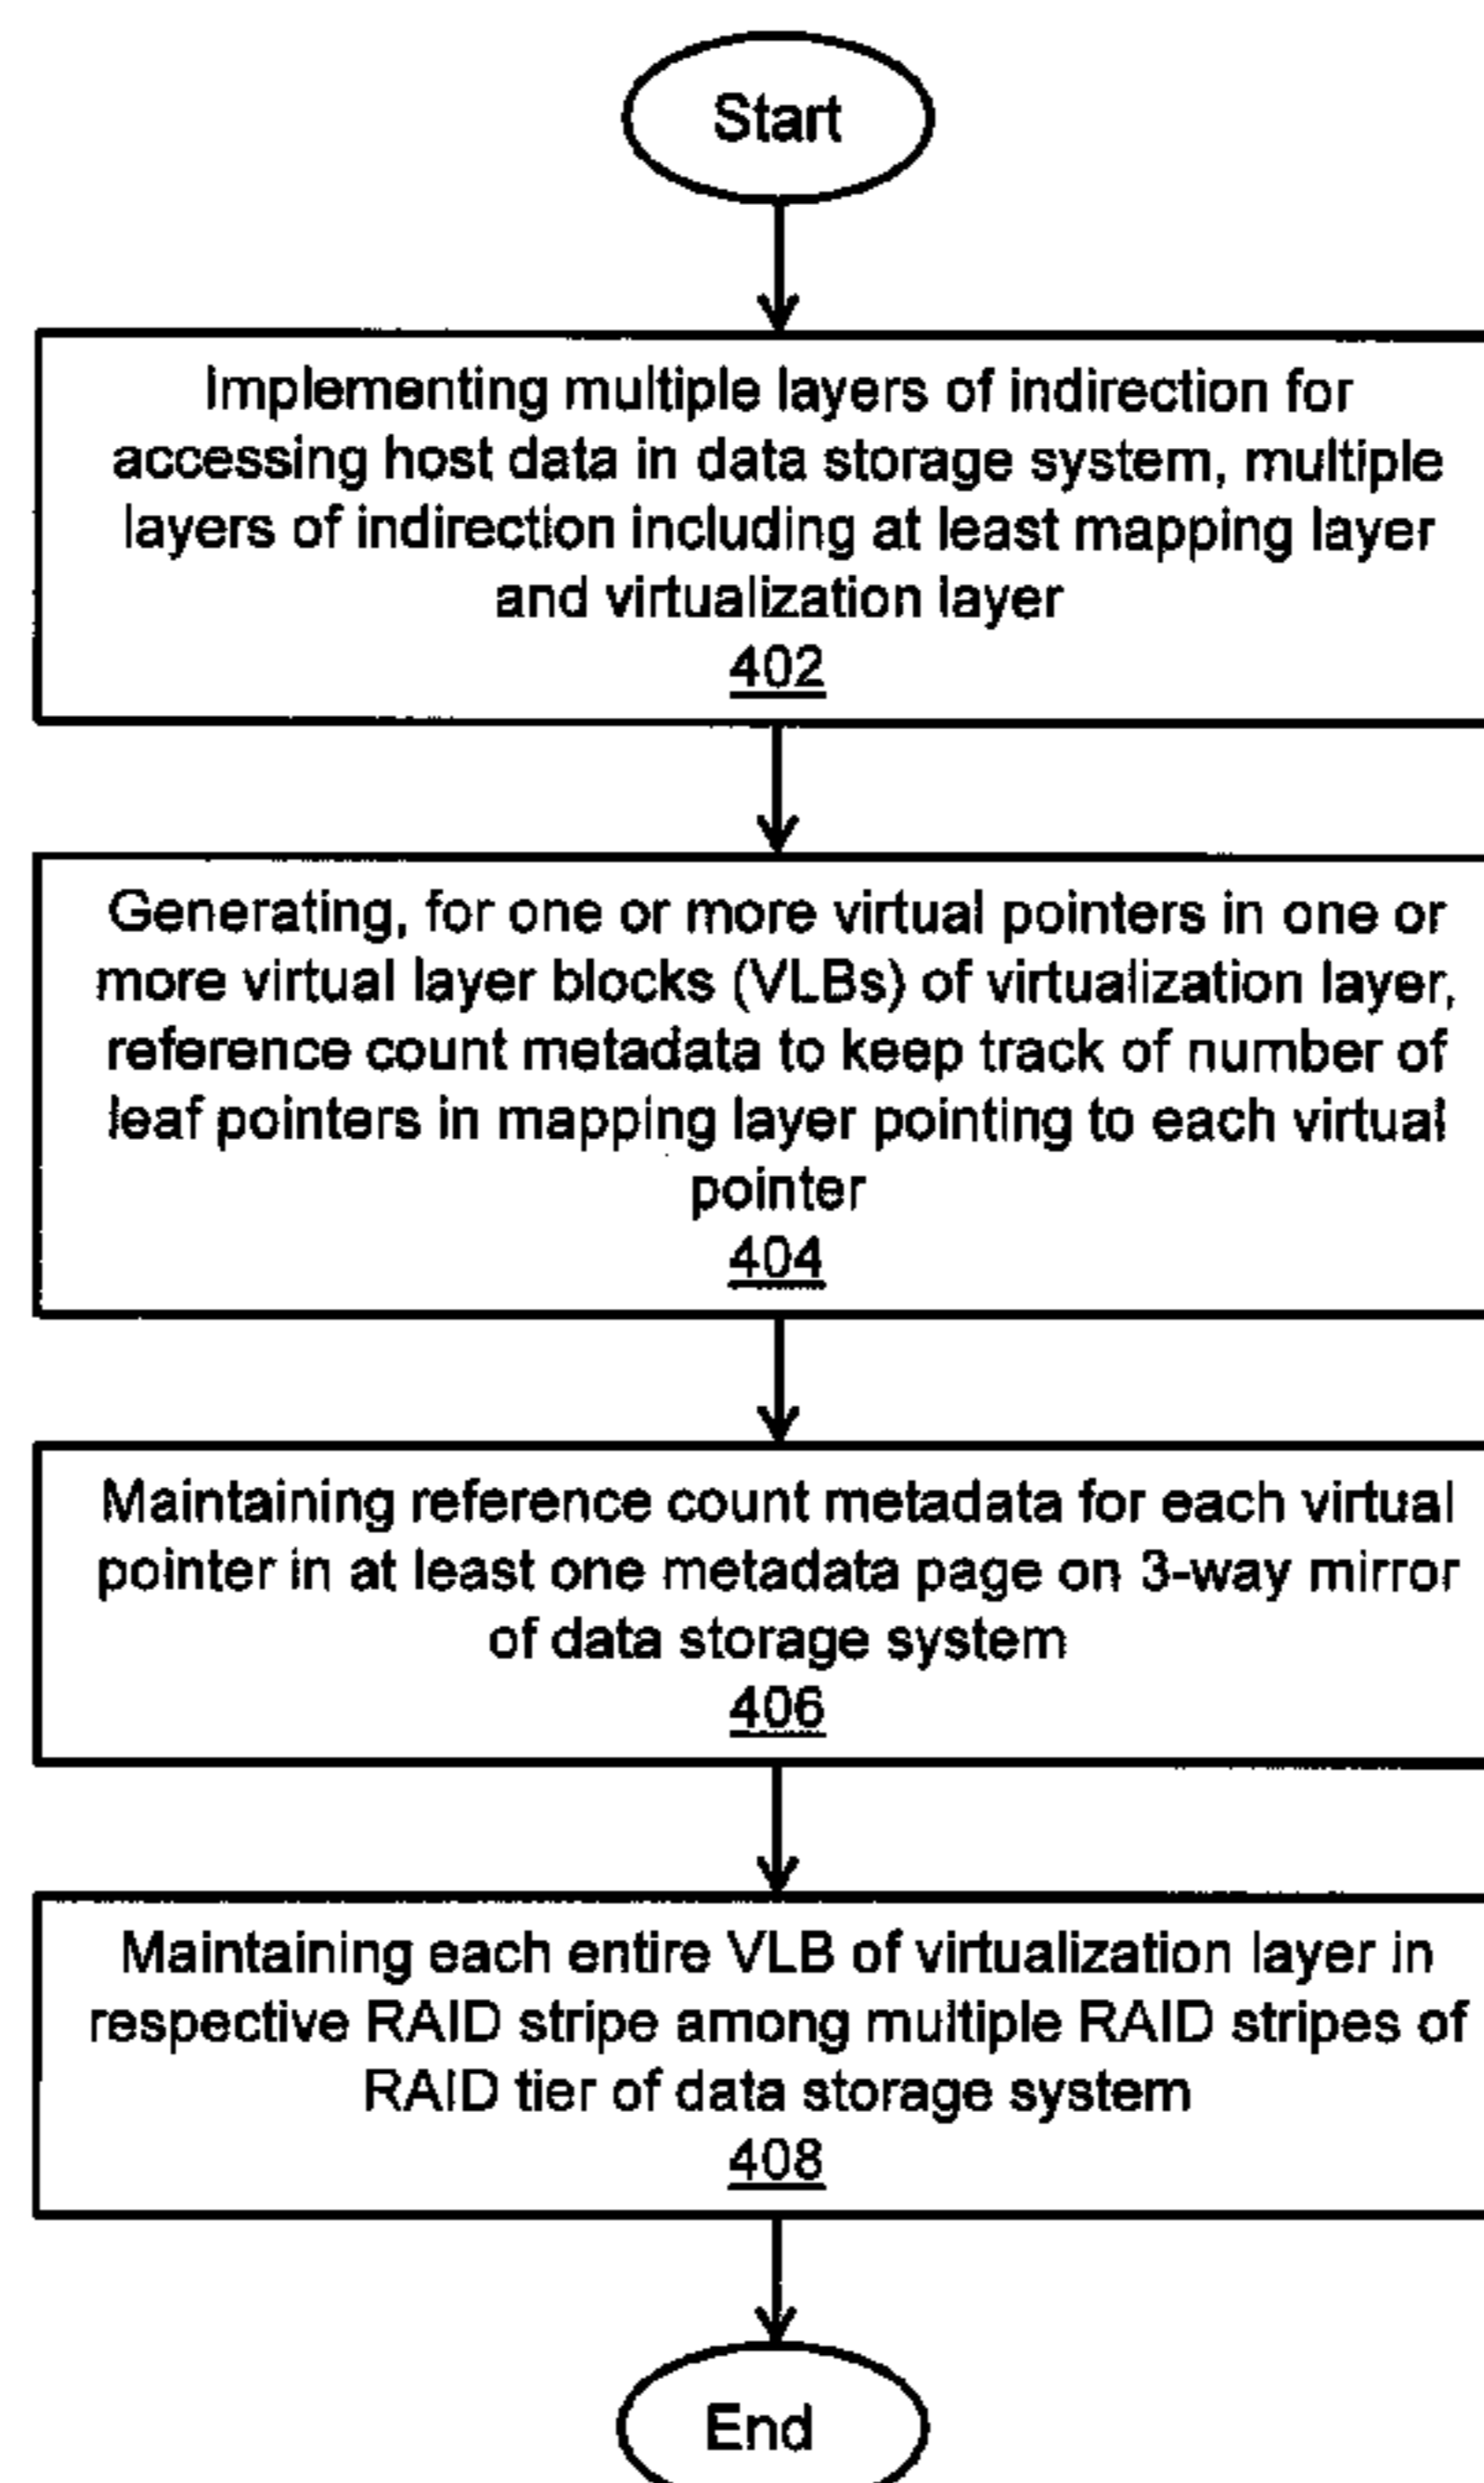 Start
Implementing multiple layers of indirection for
accessing host data in data storage system, multiple
layers of indirection including at least mapping layer
and virtualization layer
402
Generating, for one or more virtual pointers in one or
more virtual layer blocks (VLBs) of virtualization layer,
reference count metadata to keep track of number of
leaf pointers in mapping layer pointing to each virtual
pointer
404
Maintaining reference count metadata for each virtual
pointer in at least one metadata page on 3-way mirror
of data storage system
406
Maintaining each entire VLB of virtualization layer in
respective RAID stripe among multiple RAID stripes of
RAID tier of data storage system
408
End